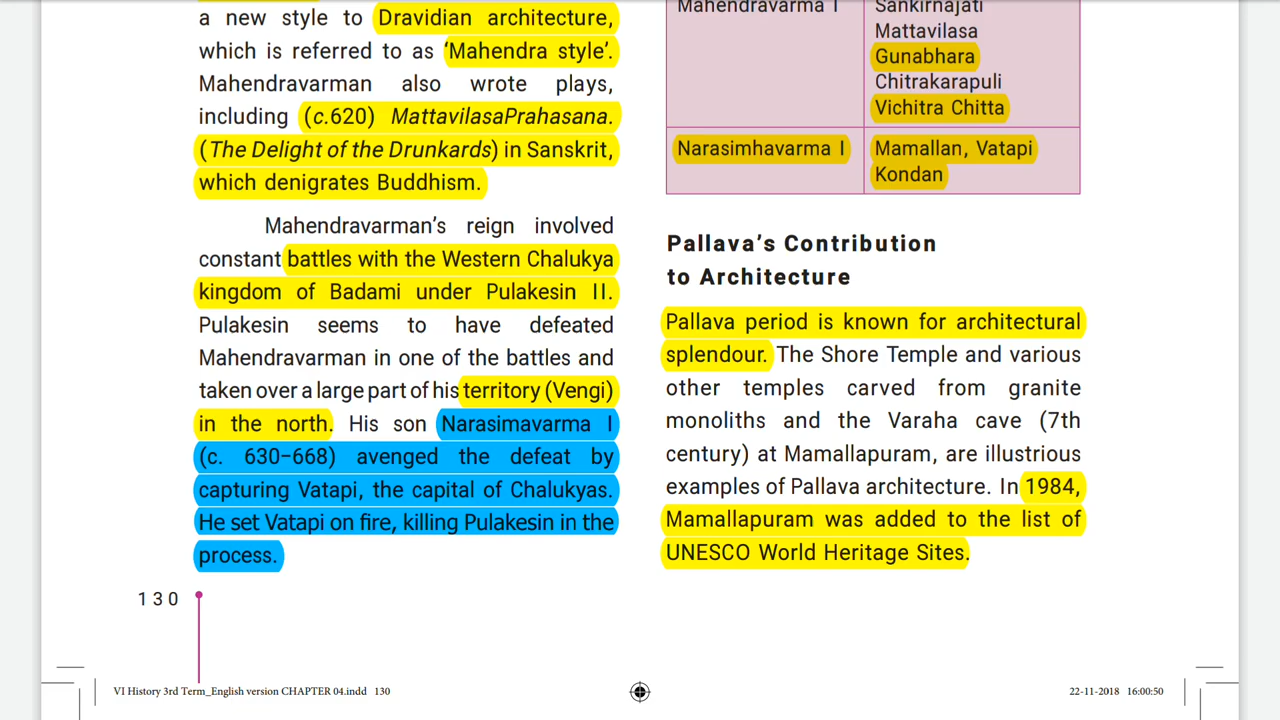 a new style to Dravidian architecture,
which is referred to as ‘Mahendra style’.
Mahendravarman also wrote plays,
including (c.620) MattavilasaPrahasana.
(The Delight of the Drunkards) in Sanskrit,
which denigrates Buddhism.
Mahendravarman’s reign involved
constant battles with the Western Chalukya
kingdom of Badami under Pulakesin II.
Pulakesin seems to have defeated
Mahendravarman in one of the battles and
taken over a large part of his territory (Vengi)
in the north. His son Narasimavarma I
(c. 630–668) avenged the defeat by
capturing Vatapi, the capital of Chalukyas.
He set Vatapi on fire, killing Pulakesin in the
process.
130
Mahendravarma I
Sankirnajati
Mattavilasa
Gunabhara
Chitrakarapuli
Vichitra Chitta
Narasimhavarma I
Mamallan, Vatapi
Kondan
Pallava’s Contribution
to Architecture
Pallava period is known for architectural
splendour. The Shore Temple and various
other temples carved from granite
monoliths and the Varaha cave (7th
century) at Mamallapuram, are illustrious
examples of Pallava architecture. In 1984,
Mamallapuram was added to the list of
UNESCO World Heritage Sites.
VI History 3rd Term_English version CHAPTER 04.indd 130
22-11-2018 16:00:50